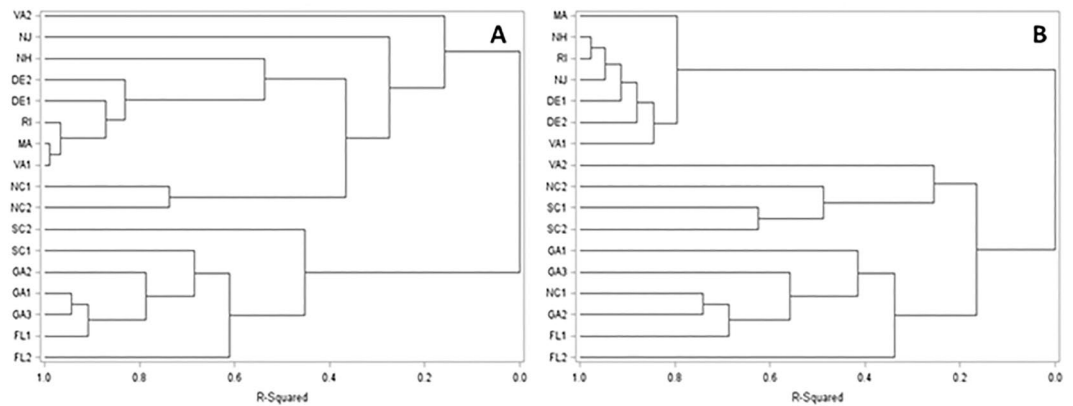 A
VA2
NJ
NH
DE2
DE1
RI
MA
VA1
NC1
NC2
SC2
SC1
GA2
GA1
GA3
FL1
FL2
1.0 0.8 0.6 0.4 0.2 0.0
R-Squared
B
MA
NH
RI
NJ
DE1
DE2
VA1
VA2
NC2
SC1
SC2
GA1
GA3
NC1
GA2
FL1
FL2
1.0 0.8 0.6 0.4 0.2 0.0
R-Squared